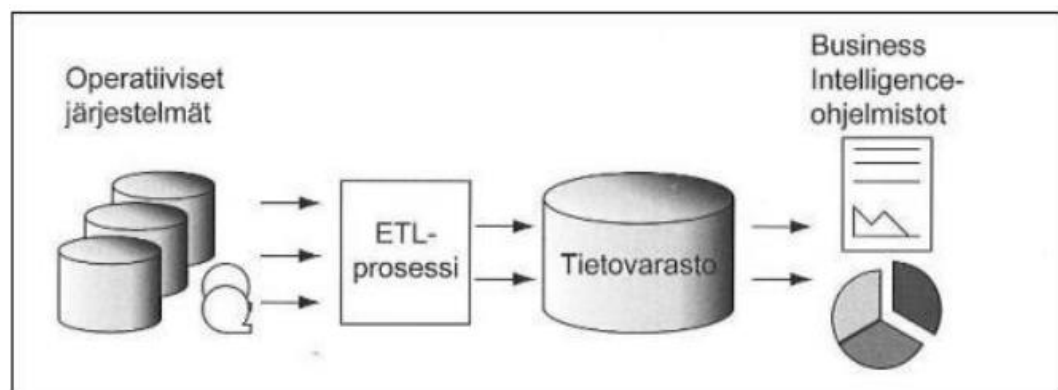 Operatiiviset
järjestelmät
ETL-
prosessi
Tietovarasto
Business
Intelligence-
ohjelmistot